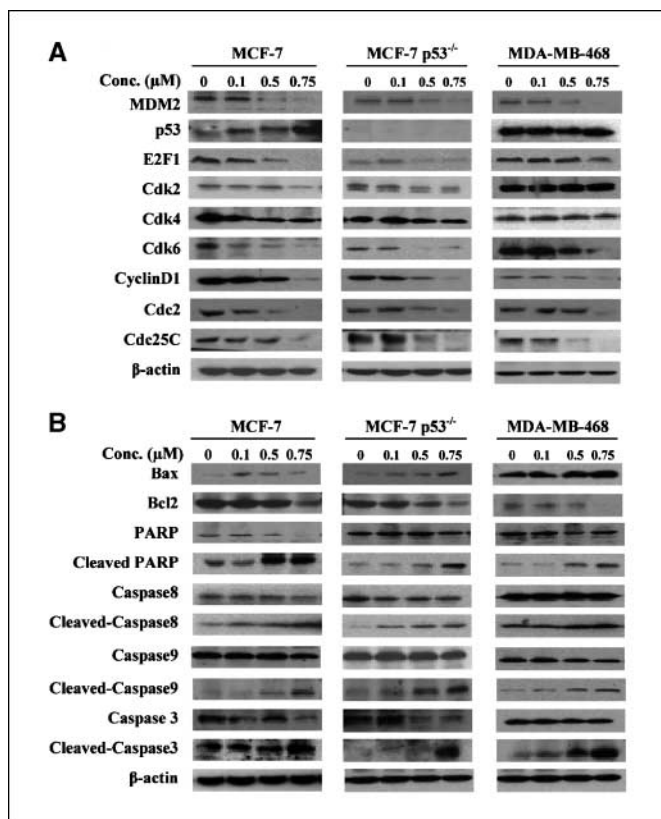 A
MCF-7 MCF-7 p53-/- MDA-MB-468
Conc. (μM) 0 0.1 0.5 0.75 0 0.1 0.5 0.75 0 0.1 0.5 0.75
MDM2
p53
E2F1
Cdk2
Cdk4
Cdk6
CyclinD1
Cdc2
Cdc25C
β-actin
B
MCF-7 MCF-7 p53-/- MDA-MB-468
Conc. (μM) 0 0.1 0.5 0.75 0 0.1 0.5 0.75 0 0.1 0.5 0.75
Bax
Bcl2
PARP
Cleaved PARP
Caspase8
Cleaved-Caspase8
Caspase9
Cleaved-Caspase9
Caspase 3
Cleaved-Caspase3
β-actin